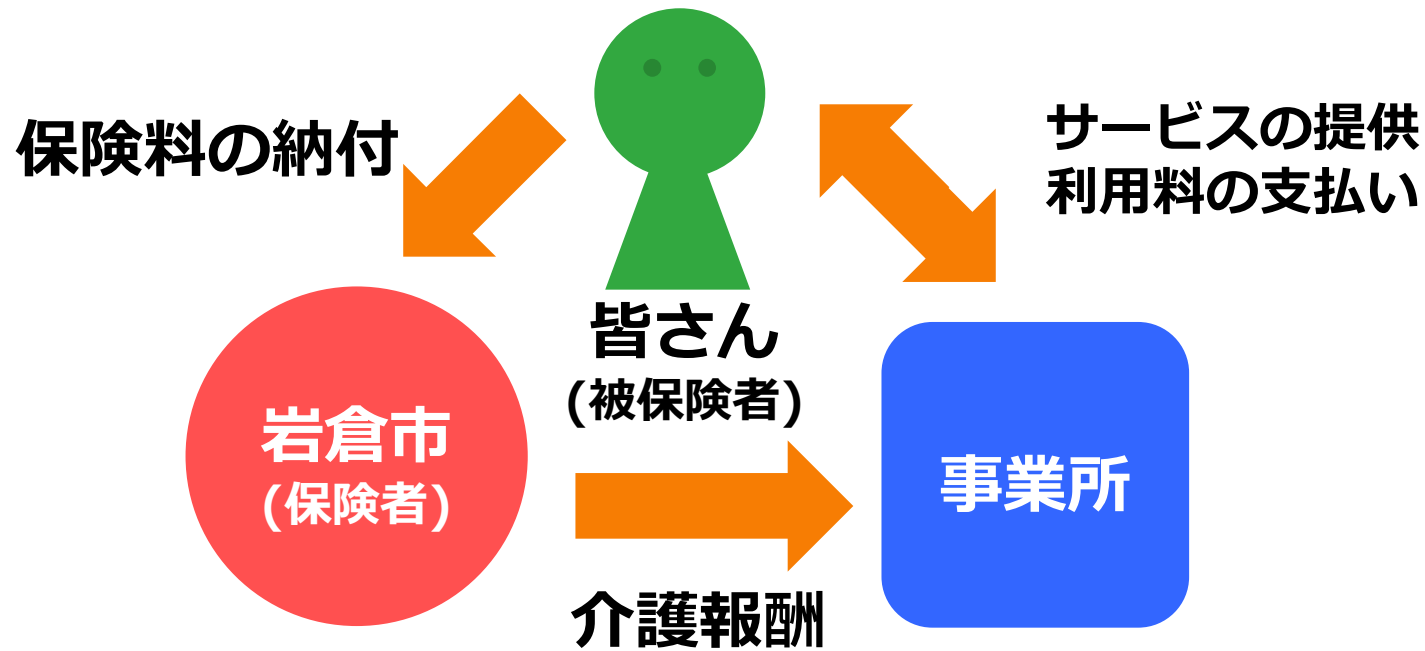 保険料の納付
サービスの提供
利用料の支払い
皆さん
(被保険者)
岩倉市
(保険者)
事業所
介護報酬